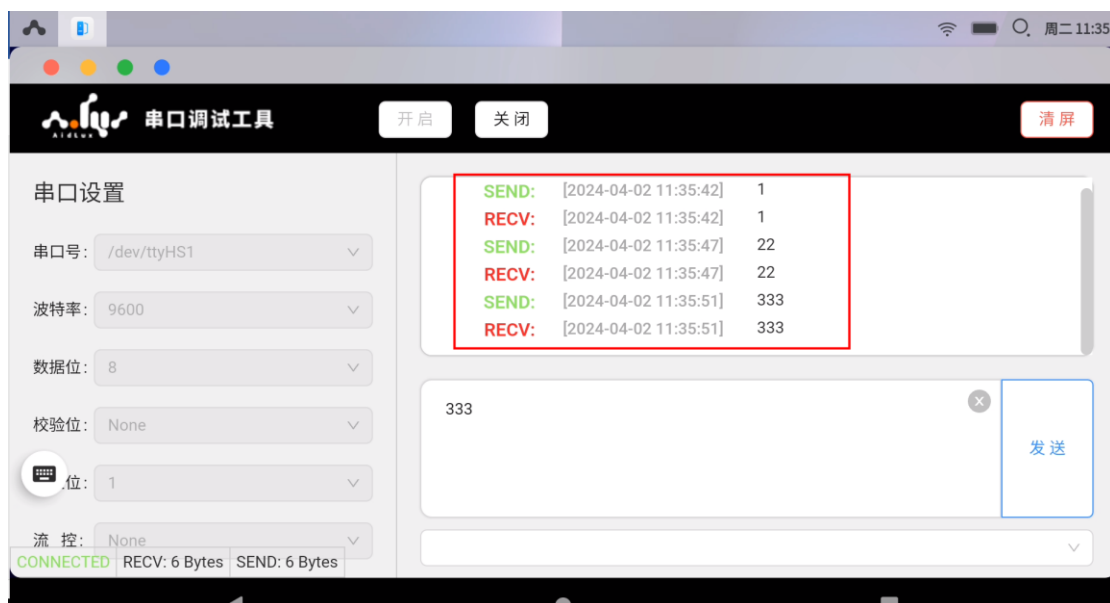 周二 11:35
AidLux 串口调试工具 开启 关闭 清屏
串口设置
串口号: /dev/ttyHS1
波特率: 9600
数据位: 8
校验位: None
位: 1
流 控: None
CONNECTED RECV: 6 Bytes SEND: 6 Bytes
SEND: [2024-04-02 11:35:42] 1
RECV: [2024-04-02 11:35:42] 1
SEND: [2024-04-02 11:35:47] 22
RECV: [2024-04-02 11:35:47] 22
SEND: [2024-04-02 11:35:51] 333
RECV: [2024-04-02 11:35:51] 333
333
发送